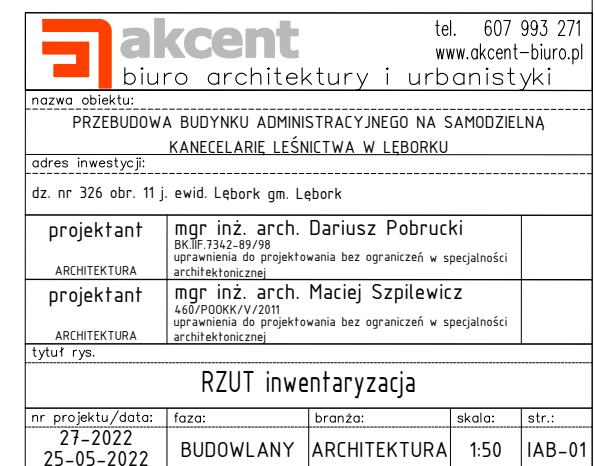 akcent
tel. 607 993 271
www.akcent-biuro.pl
biuro architektury i urbanistyki
nazwa obiektu:
PRZEBUDOWA BUDYNKU ADMINISTRACYJNEGO NA SAMODZIELNĄ
KANECELARIĘ LEŚNICTWA W LĘBORKU
adres inwestycji:
dz. nr 326 obr. 11 j. ewid. Lębork gm. Lębork
projektant
ARCHITEKTURA
mgr inż. arch. Dariusz Pobrucki
BK.IIF.7342-89/98
uprawnienia do projektowania bez ograniczeń w specjalności
architektonicznej
projektant
ARCHITEKTURA
mgr inż. arch. Maciej Szpilewicz
460/POOKK/V/2011
uprawnienia do projektowania bez ograniczeń w specjalności
architektonicznej
tytuł rys.
RZUT inwentaryzacja
nr projektu/data: faza: branża: skala: str.:
27-2022
25-05-2022
BUDOWLANY ARCHITEKTURA 1:50 IAB-01